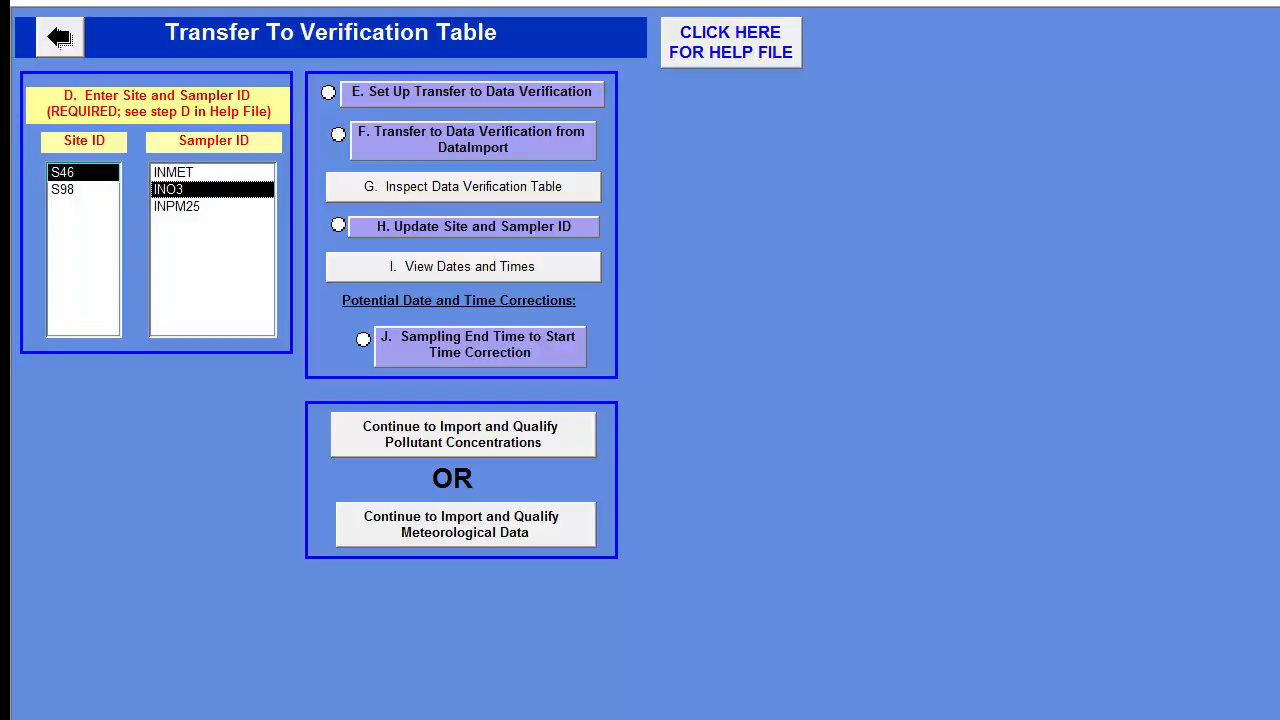 Transfer To Verification Table
CLICK HERE
FOR HELP FILE
D. Enter Site and Sampler ID
(REQUIRED; see step D in Help File)
Site ID
Sampler ID
S46
S98
INMET
INO3
INPM25
E. Set Up Transfer to Data Verification
F. Transfer to Data Verification from
DataImport
G. Inspect Data Verification Table
H. Update Site and Sampler ID
I. View Dates and Times
Potential Date and Time Corrections:
J. Sampling End Time to Start
Time Correction
Continue to Import and Qualify
Pollutant Concentrations
OR
Continue to Import and Qualify
Meteorological Data